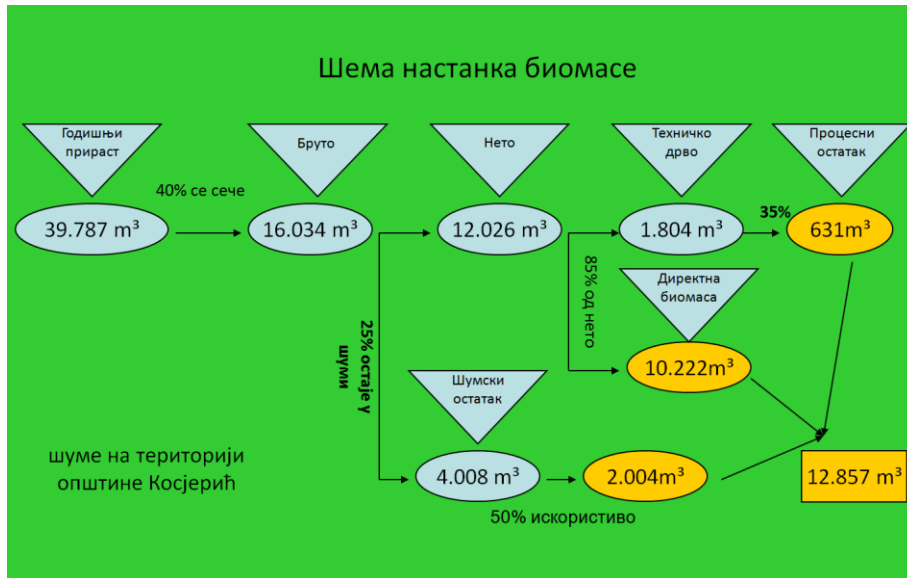 Шема настанка биомасе
Годишњи
прираст
Бруто
Нето
Техничко
дрво
Процесни
остатак
40% се сече
35%
39.787 m³
16.034 m³
12.026 m³
1.804 m³
631m³
85% од нето
Директна
биомаса
25% остаје у
шуми
10.222m³
Шумски
остатак
шуме на територији
општине Косјерић
4.008 m³
2.004m³
12.857 m³
50% искористиво